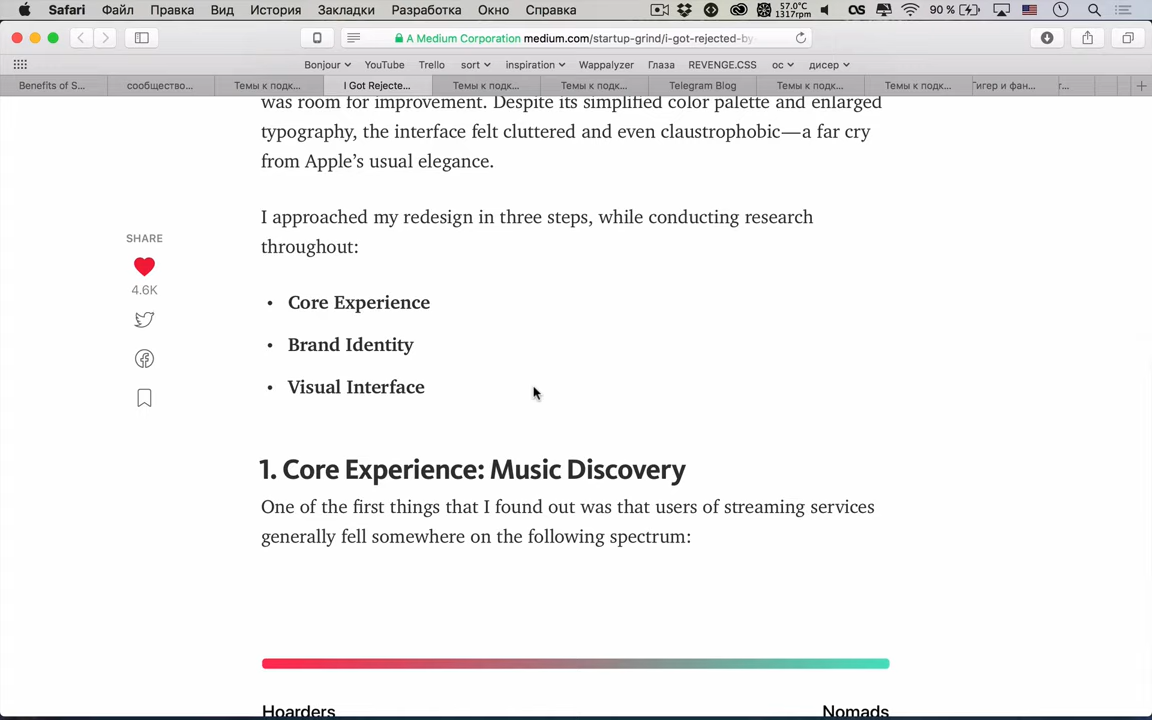 Safari Файл Правка Вид История Закладки Разработка Окно Справка 57.0°C 1317rpm OS 90 %
A Medium Corporation medium.com/startup-grind/i-got-rejected-by-
Bonjour YouTube Trello sort inspiration Wappalyzer Глаза REVENGE.CSS ос дисер
Benefits of S... сообщество... Темы к подк... I Got Rejecte... Темы к подк... Темы к подк... Telegram Blog Темы к подк... Темы к подк... Гигер и фан... т...
was room for improvement. Despite its simplified color palette and enlarged
typography, the interface felt cluttered and even claustrophobic—a far cry
from Apple’s usual elegance.
I approached my redesign in three steps, while conducting research
throughout:
SHARE
4.6K
• Core Experience
• Brand Identity
• Visual Interface
1. Core Experience: Music Discovery
One of the first things that I found out was that users of streaming services
generally fell somewhere on the following spectrum:
Hoarders Nomads